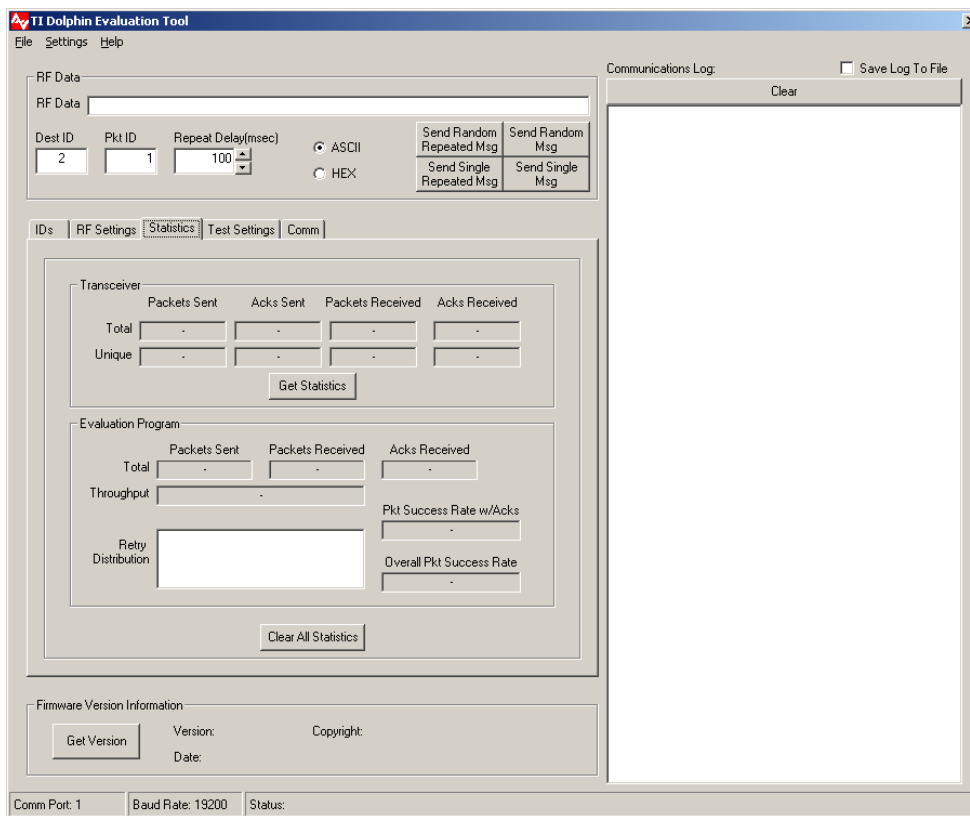 TI Dolphin Evaluation Tool
File Settings Help
RF Data
RF Data
Dest ID Pkt ID Repeat Delay(msec)
2 1 100
ASCII
HEX
Send Random Repeated Msg
Send Random Msg
Send Single Repeated Msg
Send Single Msg
IDs RF Settings Statistics Test Settings Comm
Transceiver
Packets Sent Acks Sent Packets Received Acks Received
Total - - - -
Unique - - - -
Get Statistics
Evaluation Program
Packets Sent Packets Received Acks Received
Total - - -
Throughput -
Pkt Success Rate w/Acks
-
Retry
Distribution
Overall Pkt Success Rate
-
Clear All Statistics
Firmware Version Information
Get Version
Version: Copyright:
Date:
Communications Log: Save Log To File
Clear
Comm Port: 1 Baud Rate: 19200 Status: